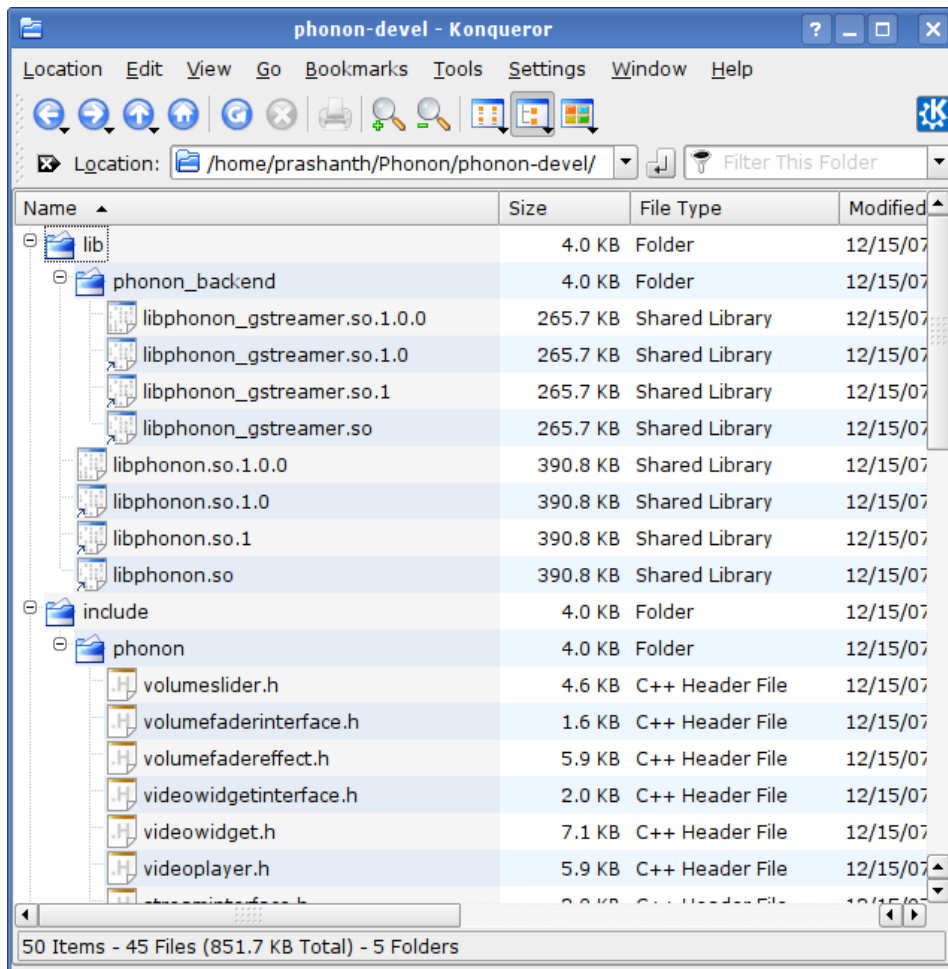 phonon-devel - Konqueror
Location Edit View Go Bookmarks Tools Settings Window Help
Location: /home/prashanth/Phonon/phonon-devel/ Filter This Folder
Name Size File Type Modified
lib 4.0 KB Folder 12/15/07
phonon_backend 4.0 KB Folder 12/15/07
libphonon_gstreamer.so.1.0.0 265.7 KB Shared Library 12/15/07
libphonon_gstreamer.so.1.0 265.7 KB Shared Library 12/15/07
libphonon_gstreamer.so.1 265.7 KB Shared Library 12/15/07
libphonon_gstreamer.so 265.7 KB Shared Library 12/15/07
libphonon.so.1.0.0 390.8 KB Shared Library 12/15/07
libphonon.so.1.0 390.8 KB Shared Library 12/15/07
libphonon.so.1 390.8 KB Shared Library 12/15/07
libphonon.so 390.8 KB Shared Library 12/15/07
include 4.0 KB Folder 12/15/07
phonon 4.0 KB Folder 12/15/07
.H volumeslider.h 4.6 KB C++ Header File 12/15/07
.H volumefaderinterface.h 1.6 KB C++ Header File 12/15/07
.H volumefadereffect.h 5.9 KB C++ Header File 12/15/07
.H videowidgetinterface.h 2.0 KB C++ Header File 12/15/07
.H videowidget.h 7.1 KB C++ Header File 12/15/07
.H videoplayer.h 5.9 KB C++ Header File 12/15/07
50 Items - 45 Files (851.7 KB Total) - 5 Folders